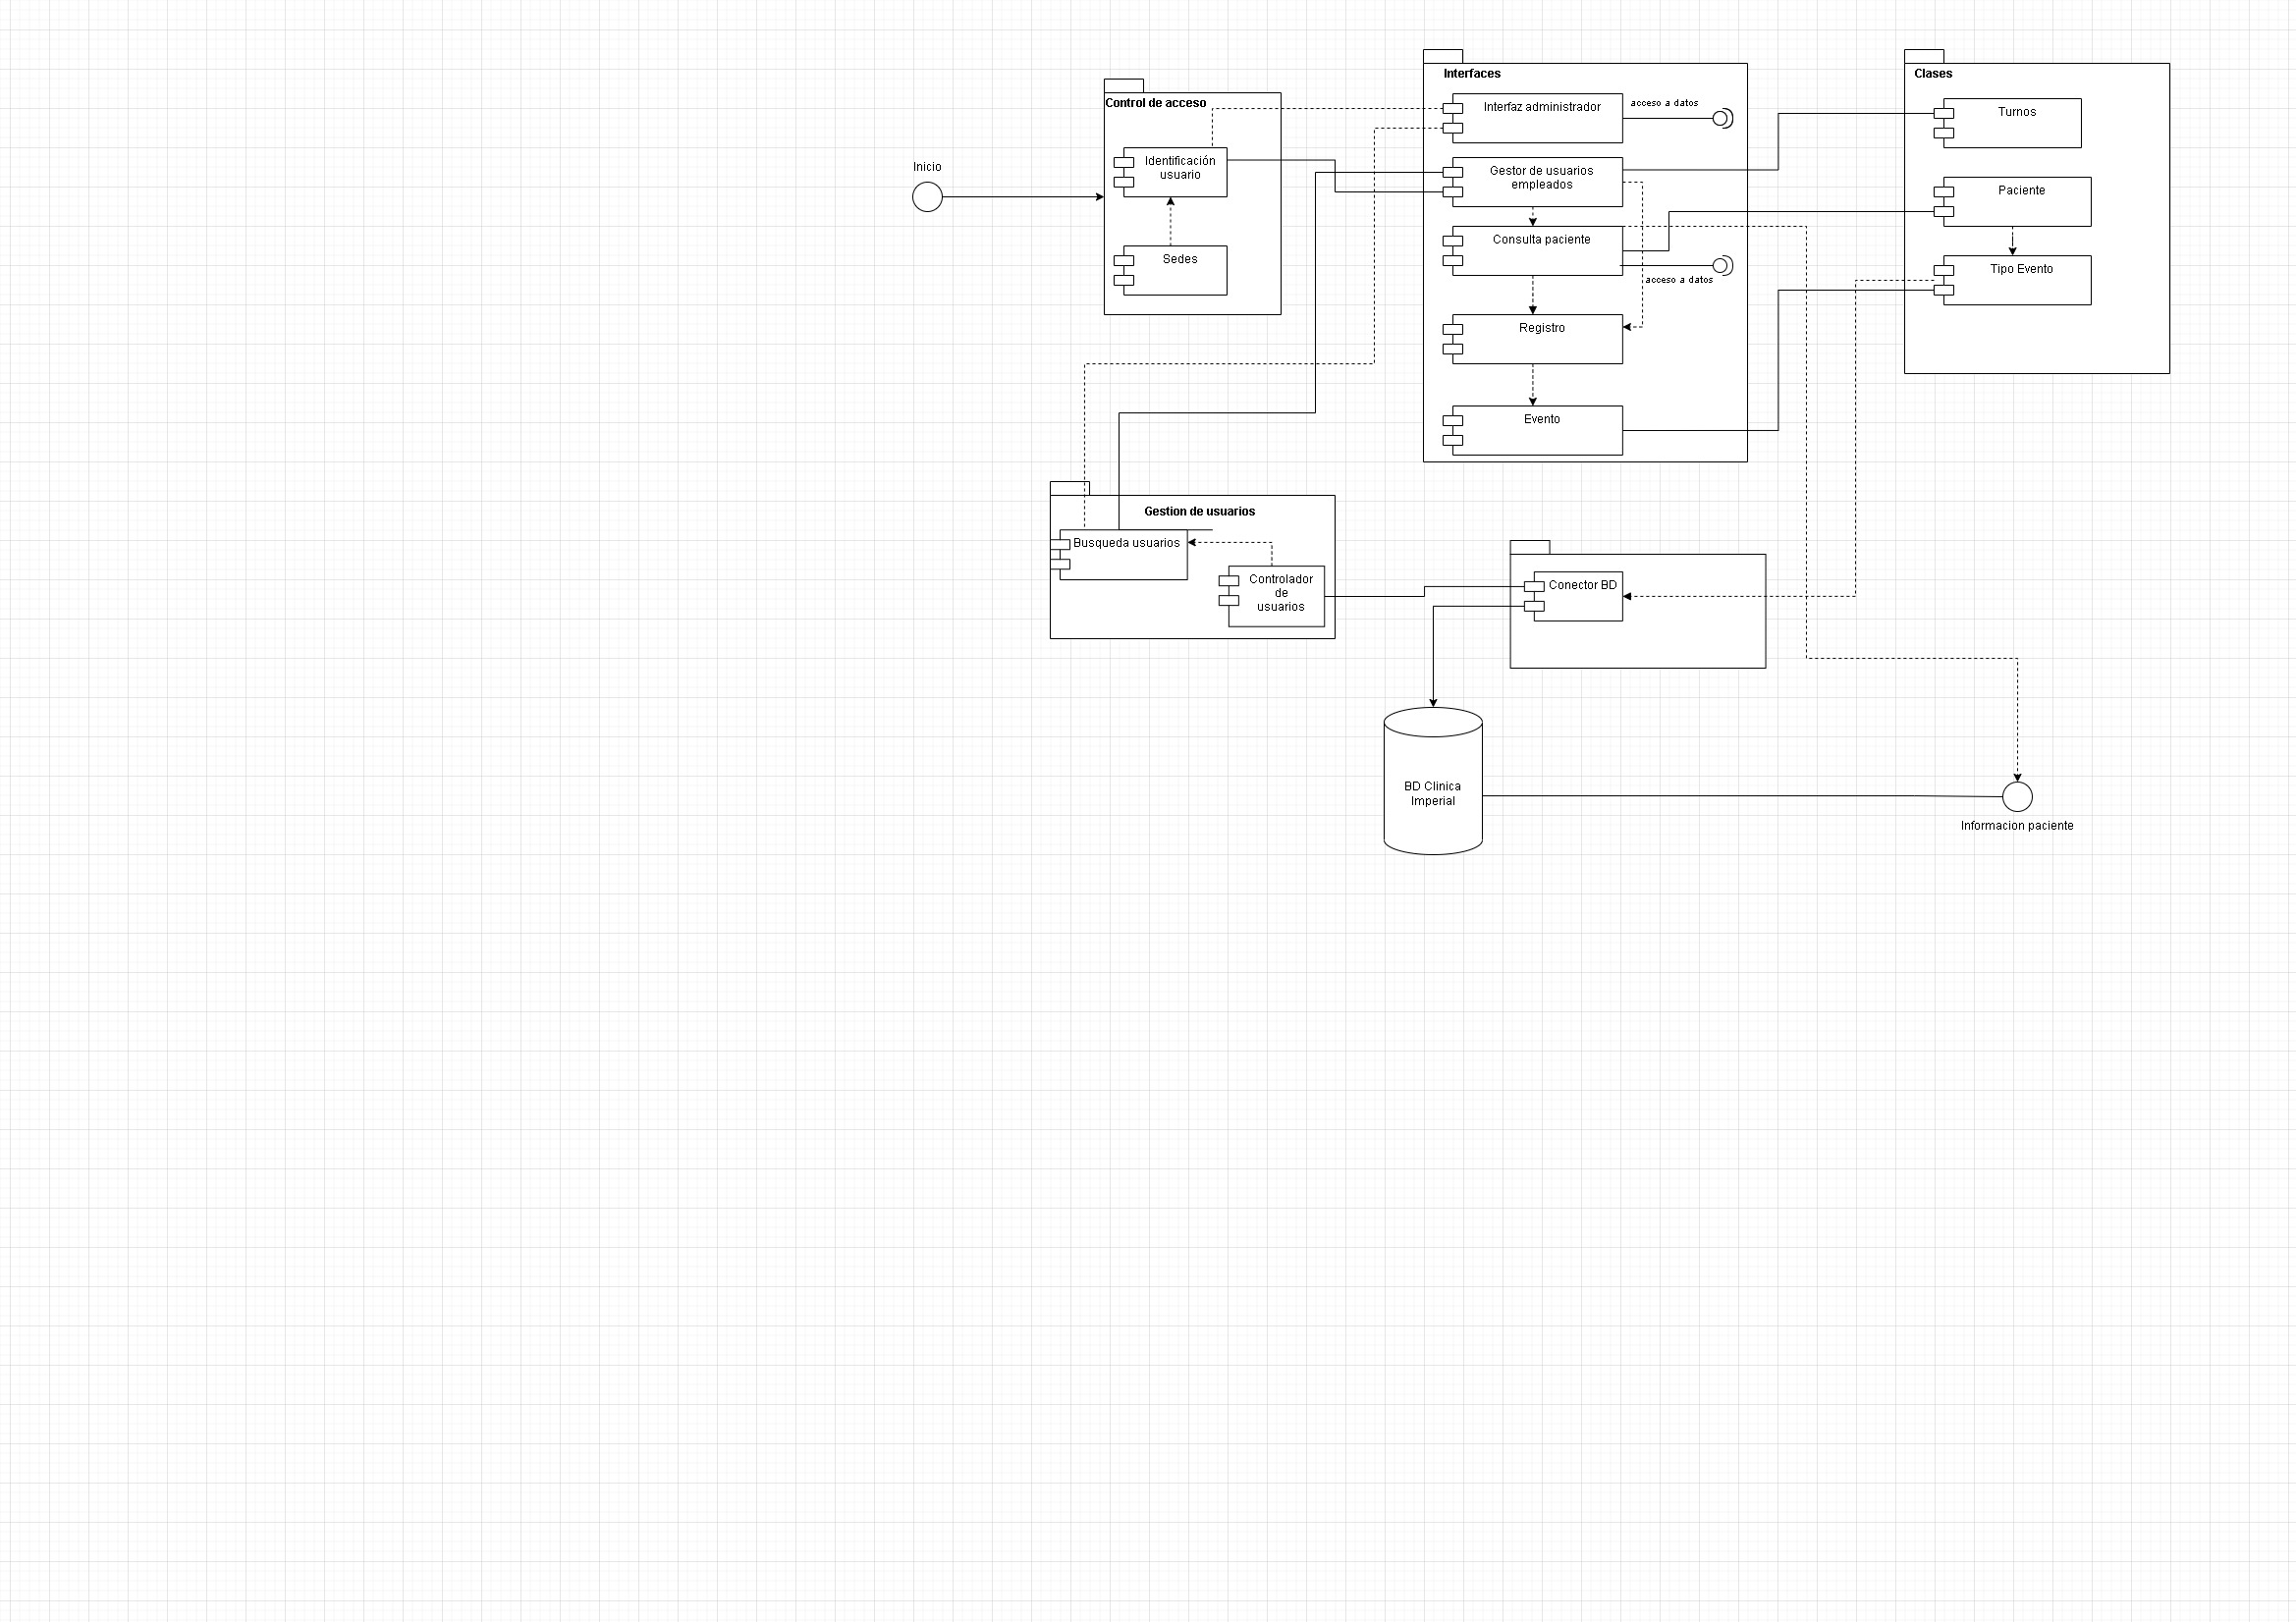 Inicio
Control de acceso
Identificación
usuario
Sedes
Interfaces
Interfaz administrador
acceso a datos
Gestor de usuarios
empleados
Consulta paciente
acceso a datos
Registro
Evento
Clases
Turnos
Paciente
Tipo Evento
Gestion de usuarios
Busqueda usuarios
Controlador
de
usuarios
Conector BD
BD Clinica
Imperial
Informacion paciente